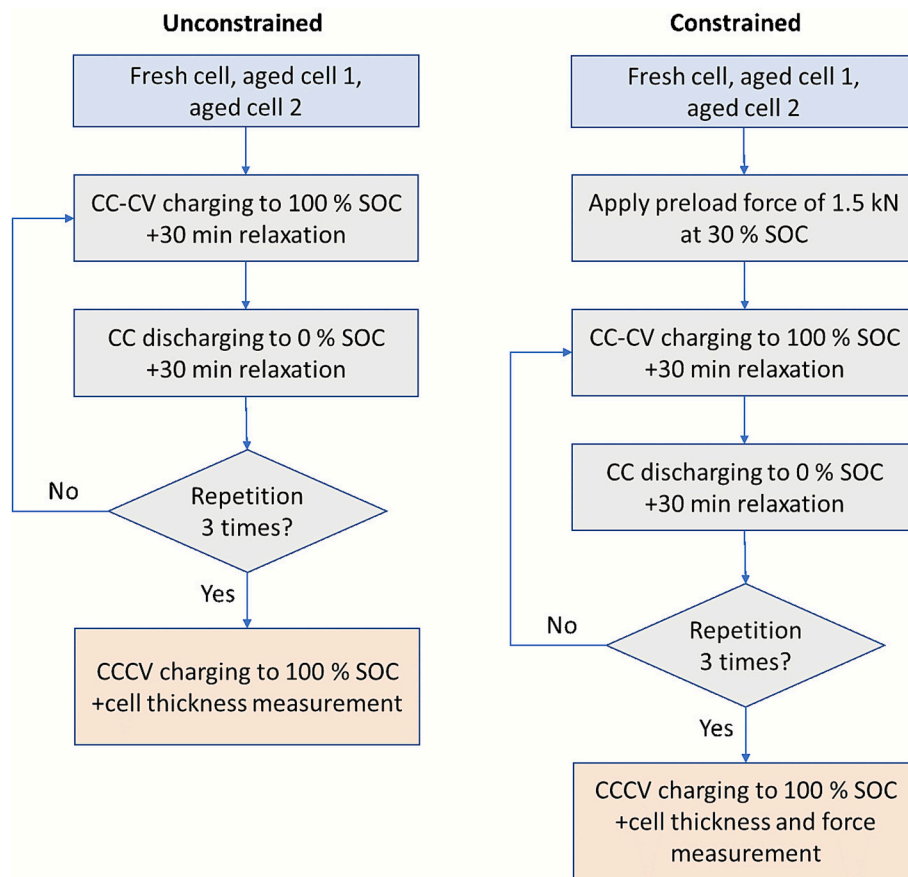 Unconstrained
Fresh cell, aged cell 1,
aged cell 2
CC-CV charging to 100 % SOC
+30 min relaxation
CC discharging to 0 % SOC
+30 min relaxation
No
Repetition
3 times?
Yes
CCCV charging to 100 % SOC
+cell thickness measurement
Constrained
Fresh cell, aged cell 1,
aged cell 2
Apply preload force of 1.5 kN
at 30 % SOC
CC-CV charging to 100 % SOC
+30 min relaxation
CC discharging to 0 % SOC
+30 min relaxation
No
Repetition
3 times?
Yes
CCCV charging to 100 % SOC
+cell thickness and force
measurement